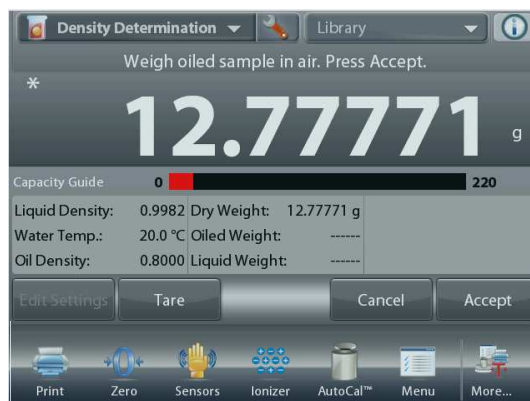 Density Determination Library
Weigh oiled sample in air. Press Accept.
*
12.77771 g
Capacity Guide 0 220
Liquid Density: 0.9982 Dry Weight: 12.77771 g
Water Temp.: 20.0 °C Oiled Weight: ------
Oil Density: 0.8000 Liquid Weight: ------
Edit Settings Tare Cancel Accept
Print Zero Sensors Ionizer AutoCal™ Menu More...